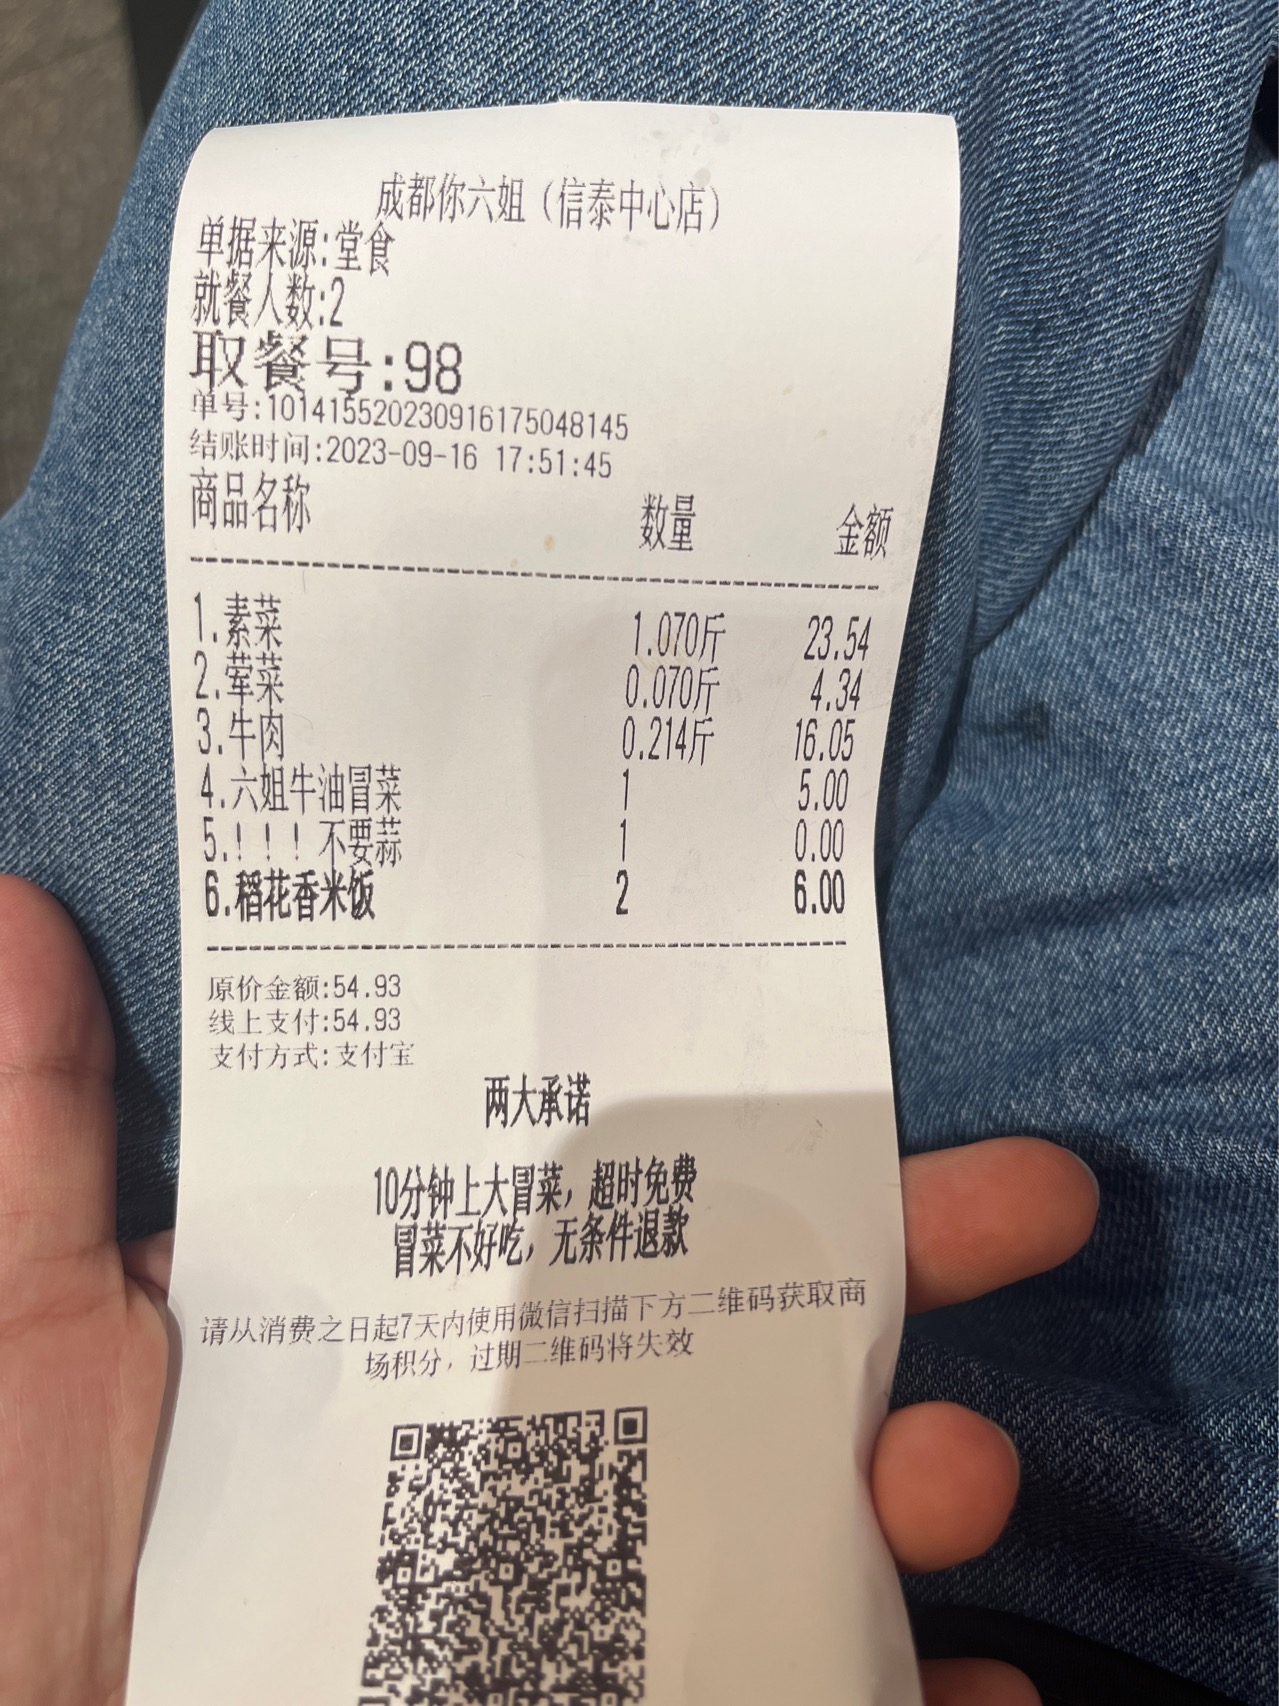 成都你六姐（信泰中心店）
单据来源:堂食
就餐人数:2
取餐号:98
单号:101415520230916175048145
结账时间:2023-09-16 17:51:45
商品名称 数量 金额
1.素菜 1.070斤 23.54
2.荤菜 0.070斤 4.34
3.牛肉 0.214斤 16.05
4.六姐牛油冒菜 1 5.00
5.！！！不要蒜 1 0.00
6.稻花香米饭 2 6.00
原价金额:54.93
线上支付:54.93
支付方式:支付宝
两大承诺
10分钟上大冒菜，超时免费
冒菜不好吃，无条件退款
请从消费之日起7天内使用微信扫描下方二维码获取商
场积分，过期二维码将失效